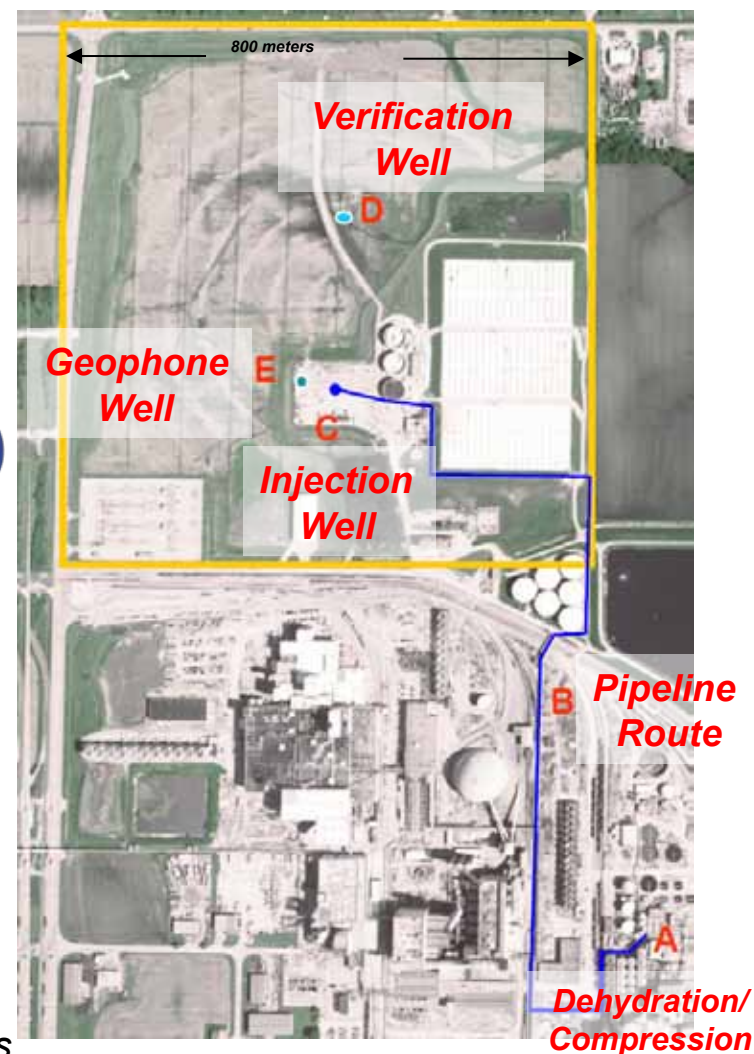 800 meters
Verification
Well
D
Geophone
Well
E
C
Injection
Well
B
Pipeline
Route
A
Dehydration/
Compression
s